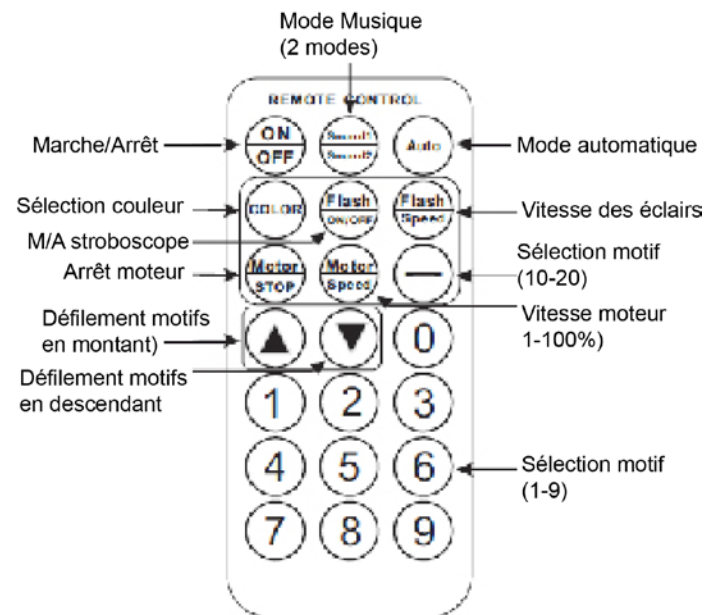 Mode Musique
(2 modes)
REMOTE CONTROL
Marche/Arrêt
ON
OFF
Sound1
Sound2
Auto
Mode automatique
Sélection couleur
COLOR
Flash
ON/OFF
Flash
Speed
Vitesse des éclairs
M/A stroboscope
Arrêt moteur
Motor
STOP
Motor
Speed
—
Sélection motif
(10-20)
Vitesse moteur
1-100%)
Défilement motifs
en montant)
▲
▼
0
Défilement motifs
en descendant
1
2
3
4
5
6
Sélection motif
(1-9)
7
8
9